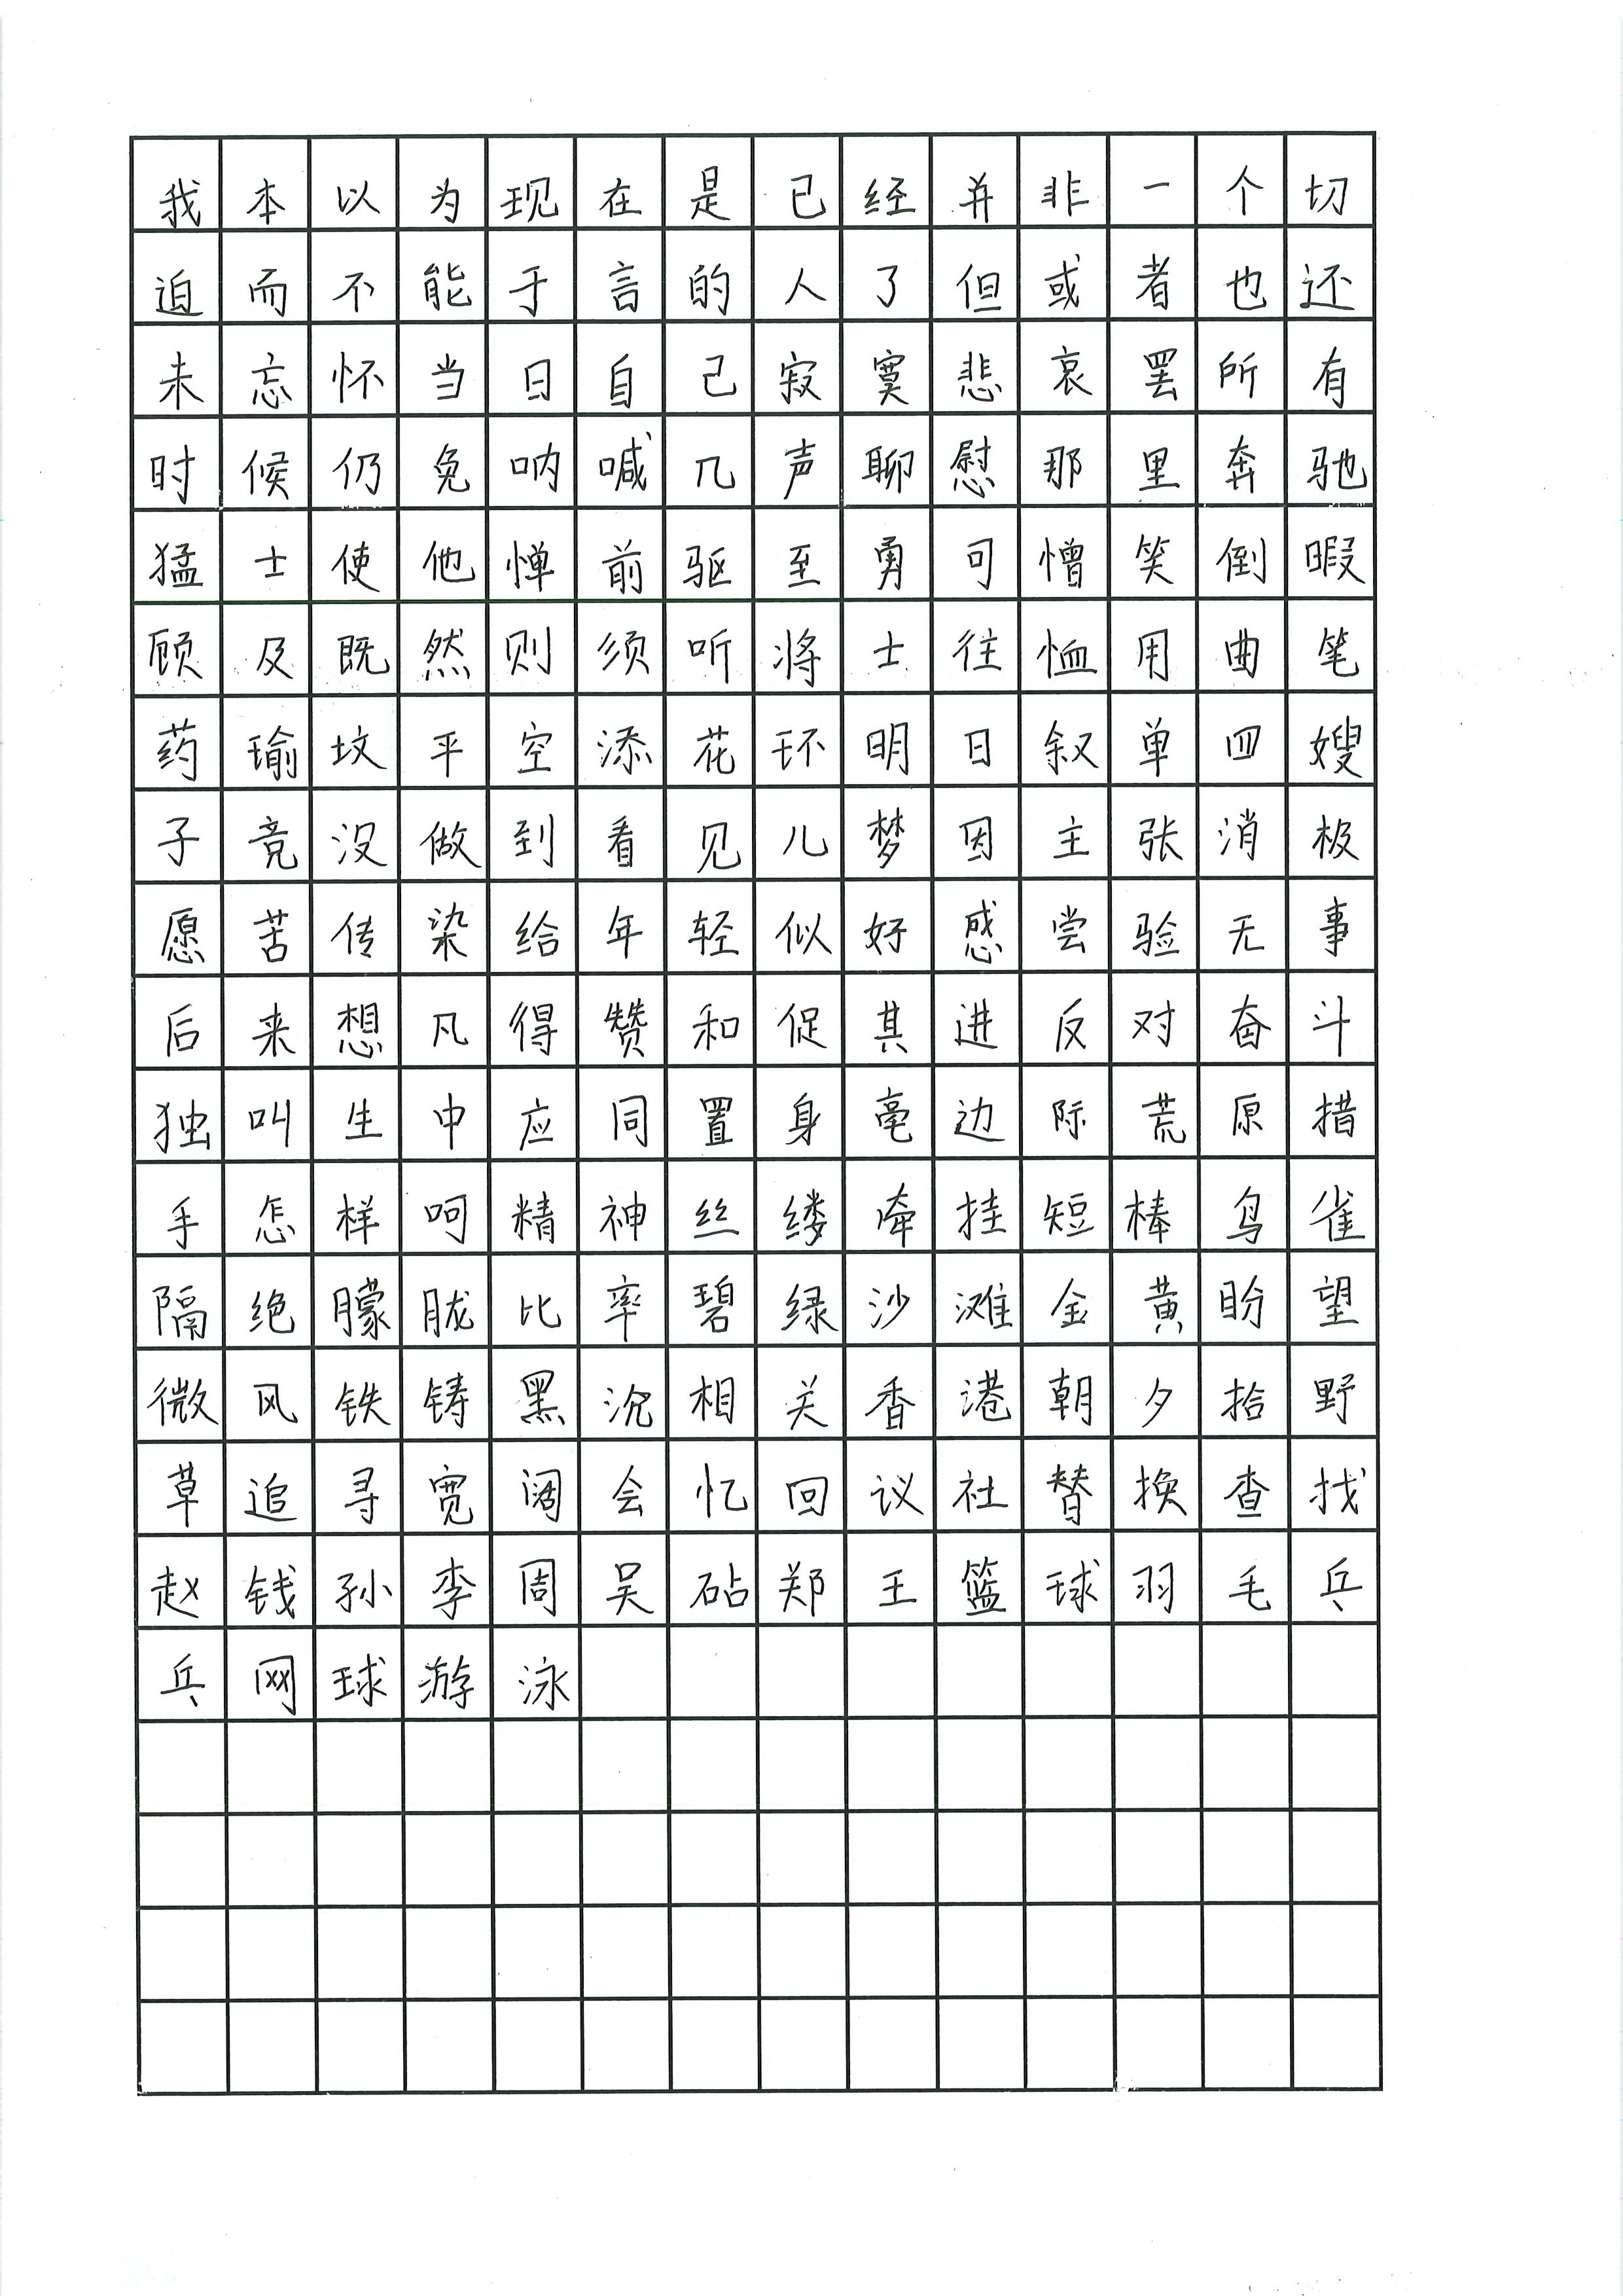 我本以为现在是已经并非一个切
迫而不能于言的人了但或者也还
未忘怀当日自己寂寞悲哀罢所有
时候仍免呐喊几声聊慰那里奔驰
猛士使他惮前驱至勇可憎笑倒暇
顾及既然则须听将士往恤用曲笔
药瑜坟平空添花环明日叙单四嫂
子竞没做到看见儿梦因主张消极
愿苦传染给年轻似好感尝验无事
后来想凡得赞和促其进反对奋斗
独叫生中应同置身毫边际荒原措
手怎样呵精神丝缕牵挂短棒鸟雀
隔绝朦胧比率碧绿沙滩金黄盼望
微风铁铸黑沉相关香港朝夕拾野
草追寻宽阔会忆回议社替换查找
赵钱孙李周吴砧郑王篮球羽毛乒
乓网球游泳